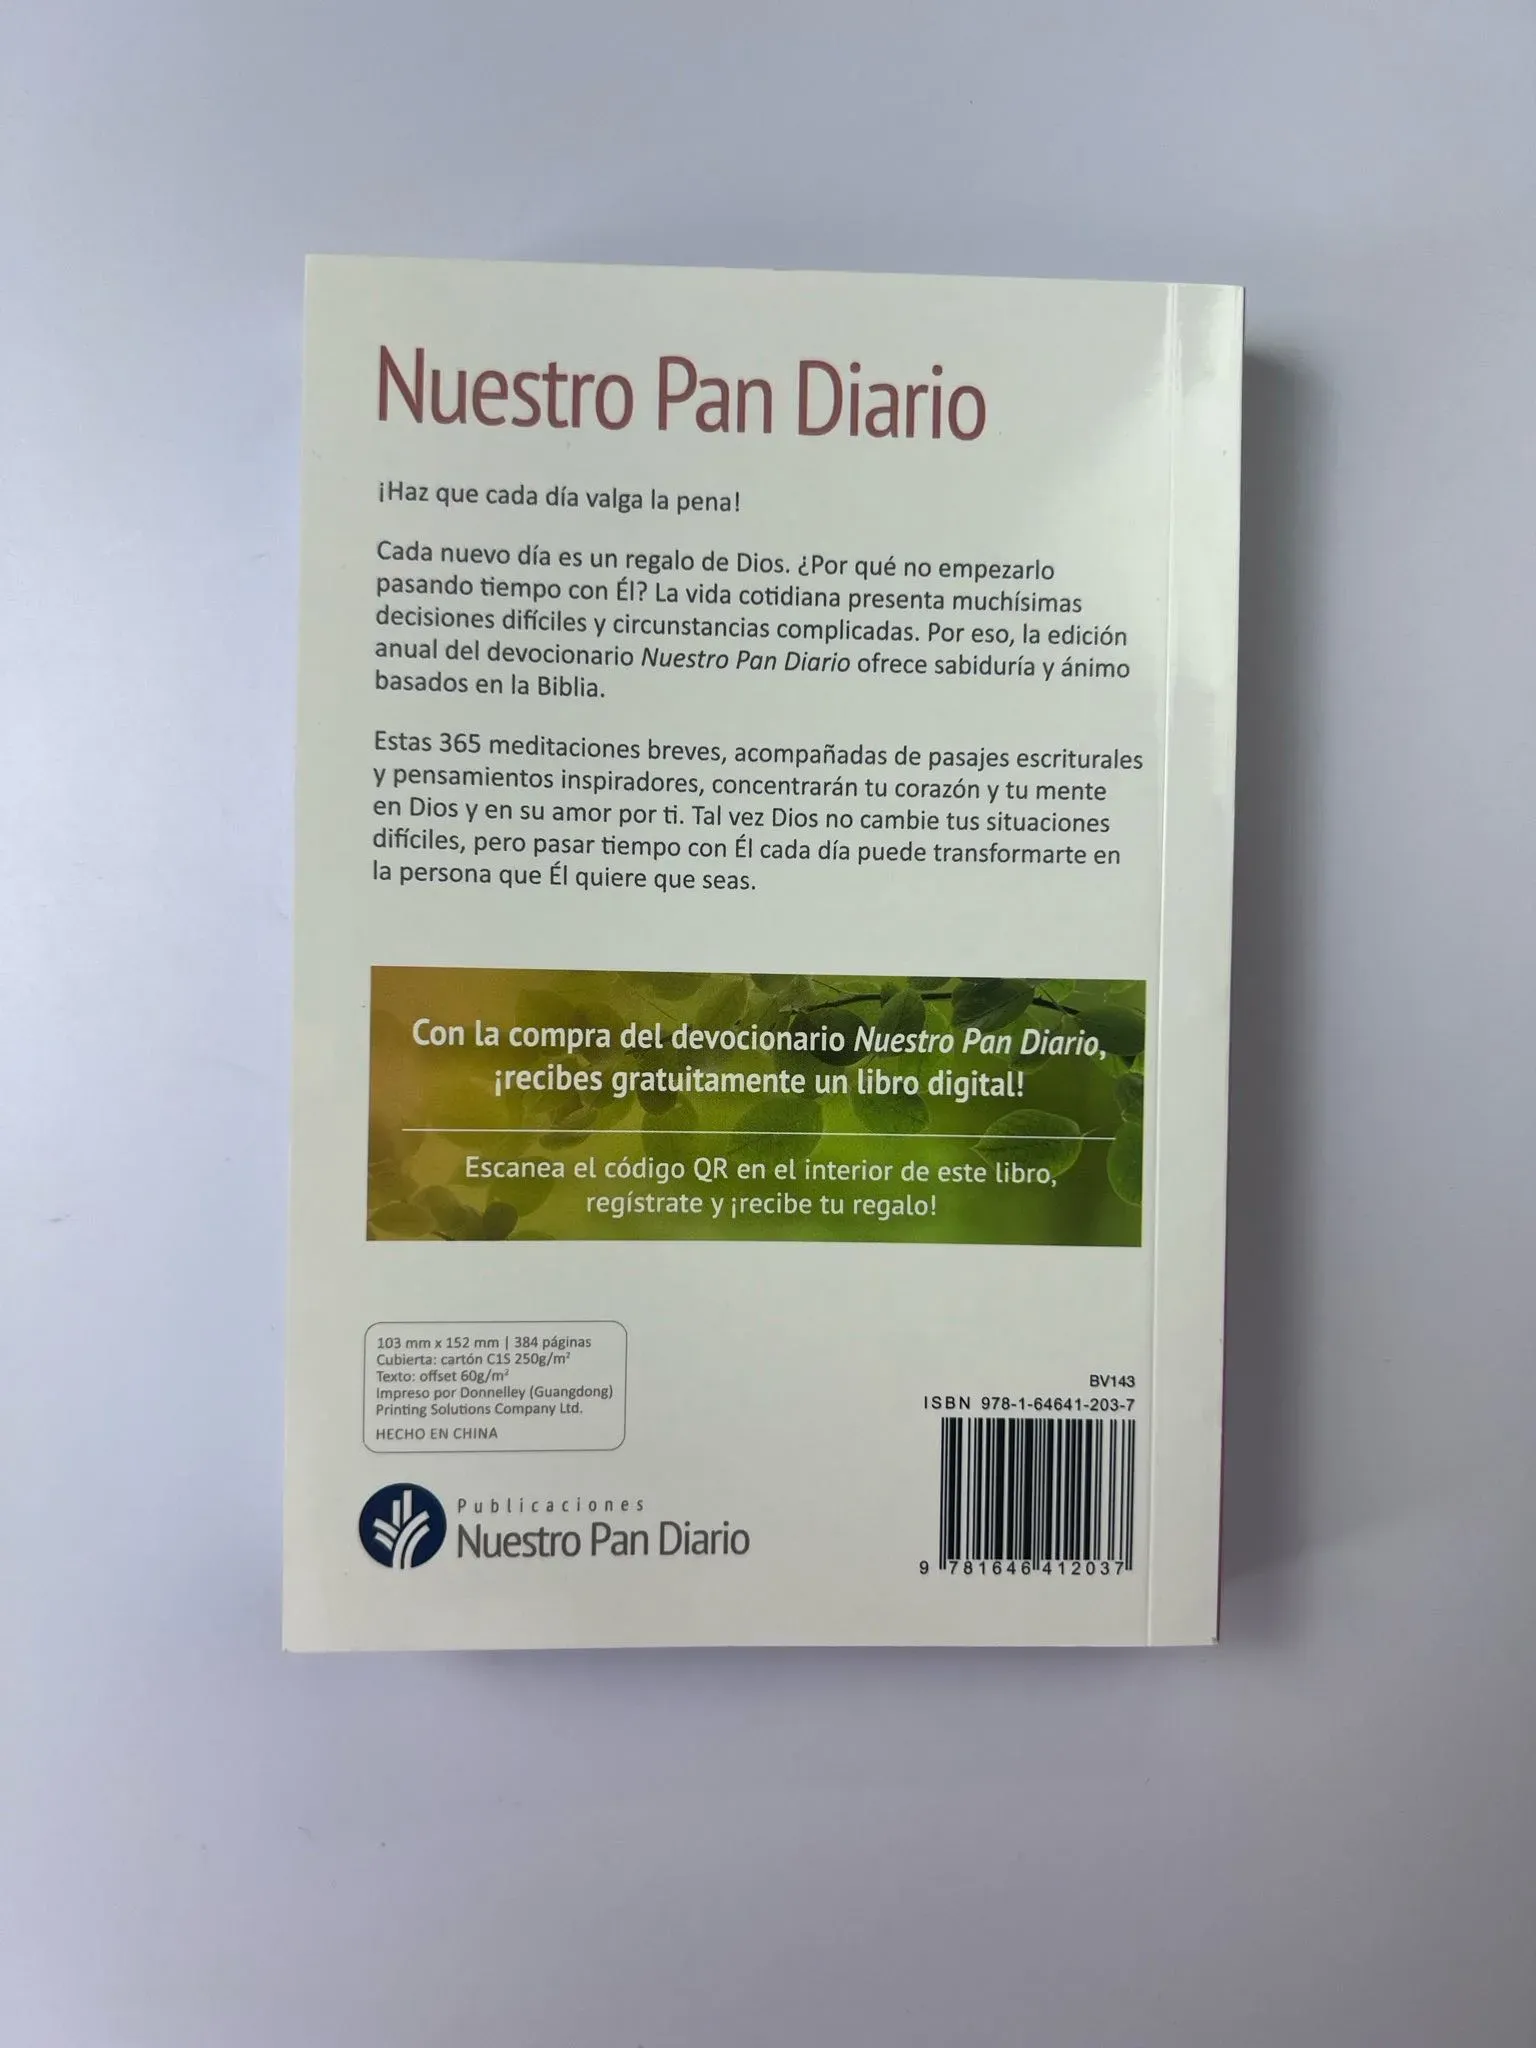 Nuestro Pan Diario
¡Haz que cada día valga la pena!
Cada nuevo día es un regalo de Dios. ¿Por qué no empezarlo
pasando tiempo con Él? La vida cotidiana presenta muchísimas
decisiones difíciles y circunstancias complicadas. Por eso, la edición
anual del devocionario Nuestro Pan Diario ofrece sabiduría y ánimo
basados en la Biblia.
Estas 365 meditaciones breves, acompañadas de pasajes escriturales
y pensamientos inspiradores, concentrarán tu corazón y tu mente
en Dios y en su amor por ti. Tal vez Dios no cambie tus situaciones
difíciles, pero pasar tiempo con Él cada día puede transformarte en
la persona que Él quiere que seas.
Con la compra del devocionario Nuestro Pan Diario,
¡recibes gratuitamente un libro digital!
Escanea el código QR en el interior de este libro,
regístrate y ¡recibe tu regalo!
103 mm x 152 mm | 384 páginas
Cubierta: cartón C1S 250g/m²
Texto: offset 60g/m²
Impreso por Donnelley (Guangdong)
Printing Solutions Company Ltd.
HECHO EN CHINA
Publicaciones
Nuestro Pan Diario
BV143
ISBN 978-1-64641-203-7
9 781646 412037